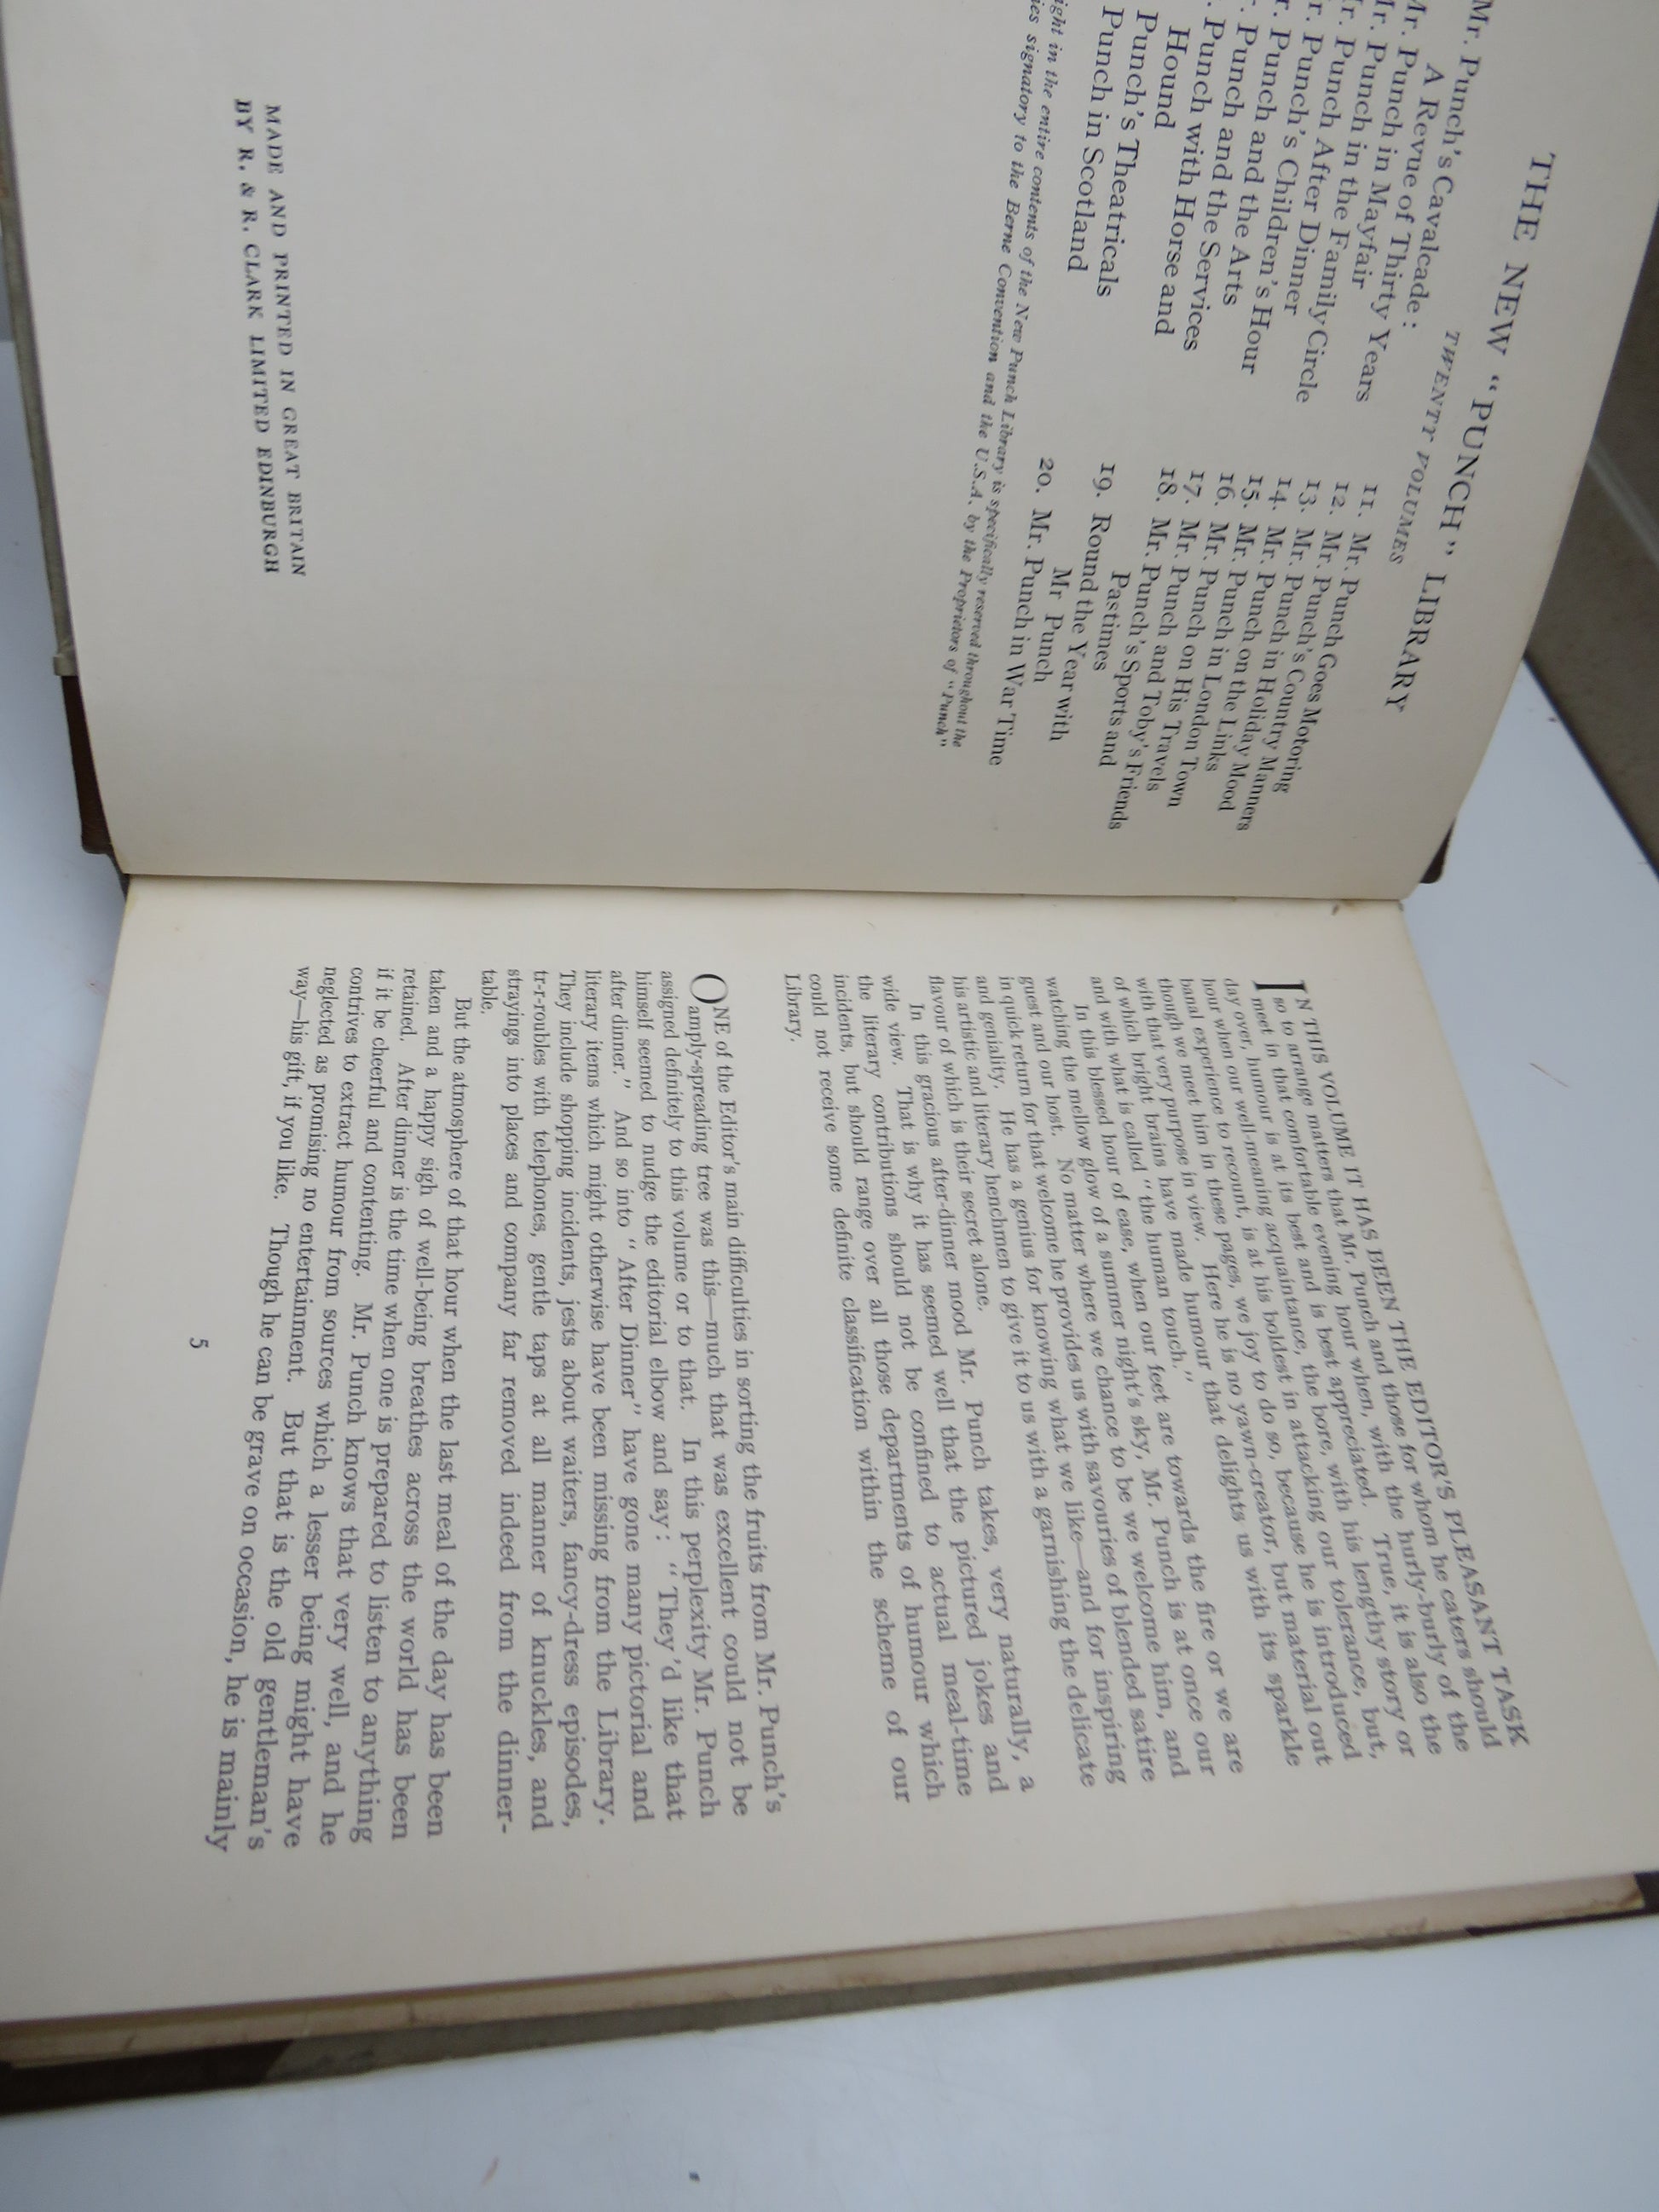 THE NEW "PUNCH" LIBRARY
TWENTY VOLUMES
Mr. Punch's Cavalcade:
A Revue of Thirty Years
Mr. Punch in Mayfair
Mr. Punch in the Family Circle
r. Punch After Dinner
r. Punch's Children's Hour
r. Punch and the Arts
. Punch and the Services
. Punch with Horse and
Hound
Punch's Theatricals
Punch in Scotland
11. Mr. Punch Goes Motoring
12. Mr. Punch's Country Manners
13. Mr. Punch in Holiday Mood
14. Mr. Punch on the Links
15. Mr. Punch in London Town
16. Mr. Punch on His Travels
17. Mr. Punch and Toby's Friends
18. Mr. Punch's Sports and
Pastimes
19. Round the Year with
Mr Punch
20. Mr. Punch in War Time
ight in the entire contents of the New Punch Library is specifically reserved throughout the
ies signatory to the Berne Convention and the U.S.A. by the Proprietors of "Punch"
MADE AND PRINTED IN GREAT BRITAIN
BY R. & R. CLARK LIMITED EDINBURGH
IN THIS VOLUME IT HAS BEEN THE EDITOR'S PLEASANT TASK
so to arrange matters that Mr. Punch and those for whom he caters should
meet in that comfortable evening hour when, with the hurly-burly of the
day over, humour is at its best and is best appreciated. True, it is also the
hour when our well-meaning acquaintance, the bore, with his lengthy story or
banal experience to recount, is at his boldest in attacking our tolerance, but,
though we meet him in these pages, we joy to do so, because he is introduced
with that very purpose in view. Here he is no yawn-creator, but material out
of which bright brains have made humour that delights us with its sparkle
and with what is called "the human touch."
In this blessed hour of ease, when our feet are towards the fire or we are
watching the mellow glow of a summer night's sky, Mr. Punch is at once our
guest and our host. No matter where we chance to be we welcome him, and
in quick return for that welcome he provides us with savouries of blended satire
and geniality. He has a genius for knowing what we like—and for inspiring
his artistic and literary henchmen to give it to us with a garnishing the delicate
flavour of which is their secret alone.
In this gracious after-dinner mood Mr. Punch takes, very naturally, a
wide view. That is why it has seemed well that the pictured jokes and
the literary contributions should not be confined to actual meal-time
incidents, but should range over all those departments of humour which
could not receive some definite classification within the scheme of our
Library.
ONE of the Editor's main difficulties in sorting the fruits from Mr. Punch's
amply-spreading tree was this—much that was excellent could not be
assigned definitely to this volume or to that. In this perplexity Mr. Punch
himself seemed to nudge the editorial elbow and say: "They'd like that
after dinner." And so into "After Dinner" have gone many pictorial and
literary items which might otherwise have been missing from the Library.
They include shopping incidents, jests about waiters, fancy-dress episodes,
tr-r-roubles with telephones, gentle taps at all manner of knuckles, and
strayings into places and company far removed indeed from the dinner-
table.
But the atmosphere of that hour when the last meal of the day has been
taken and a happy sigh of well-being breathes across the world has been
retained. After dinner is the time when one is prepared to listen to anything
if it be cheerful and contenting. Mr. Punch knows that very well, and he
contrives to extract humour from sources which a lesser being might have
neglected as promising no entertainment. But that is the old gentleman's
way—his gift, if you like. Though he can be grave on occasion, he is mainly
5